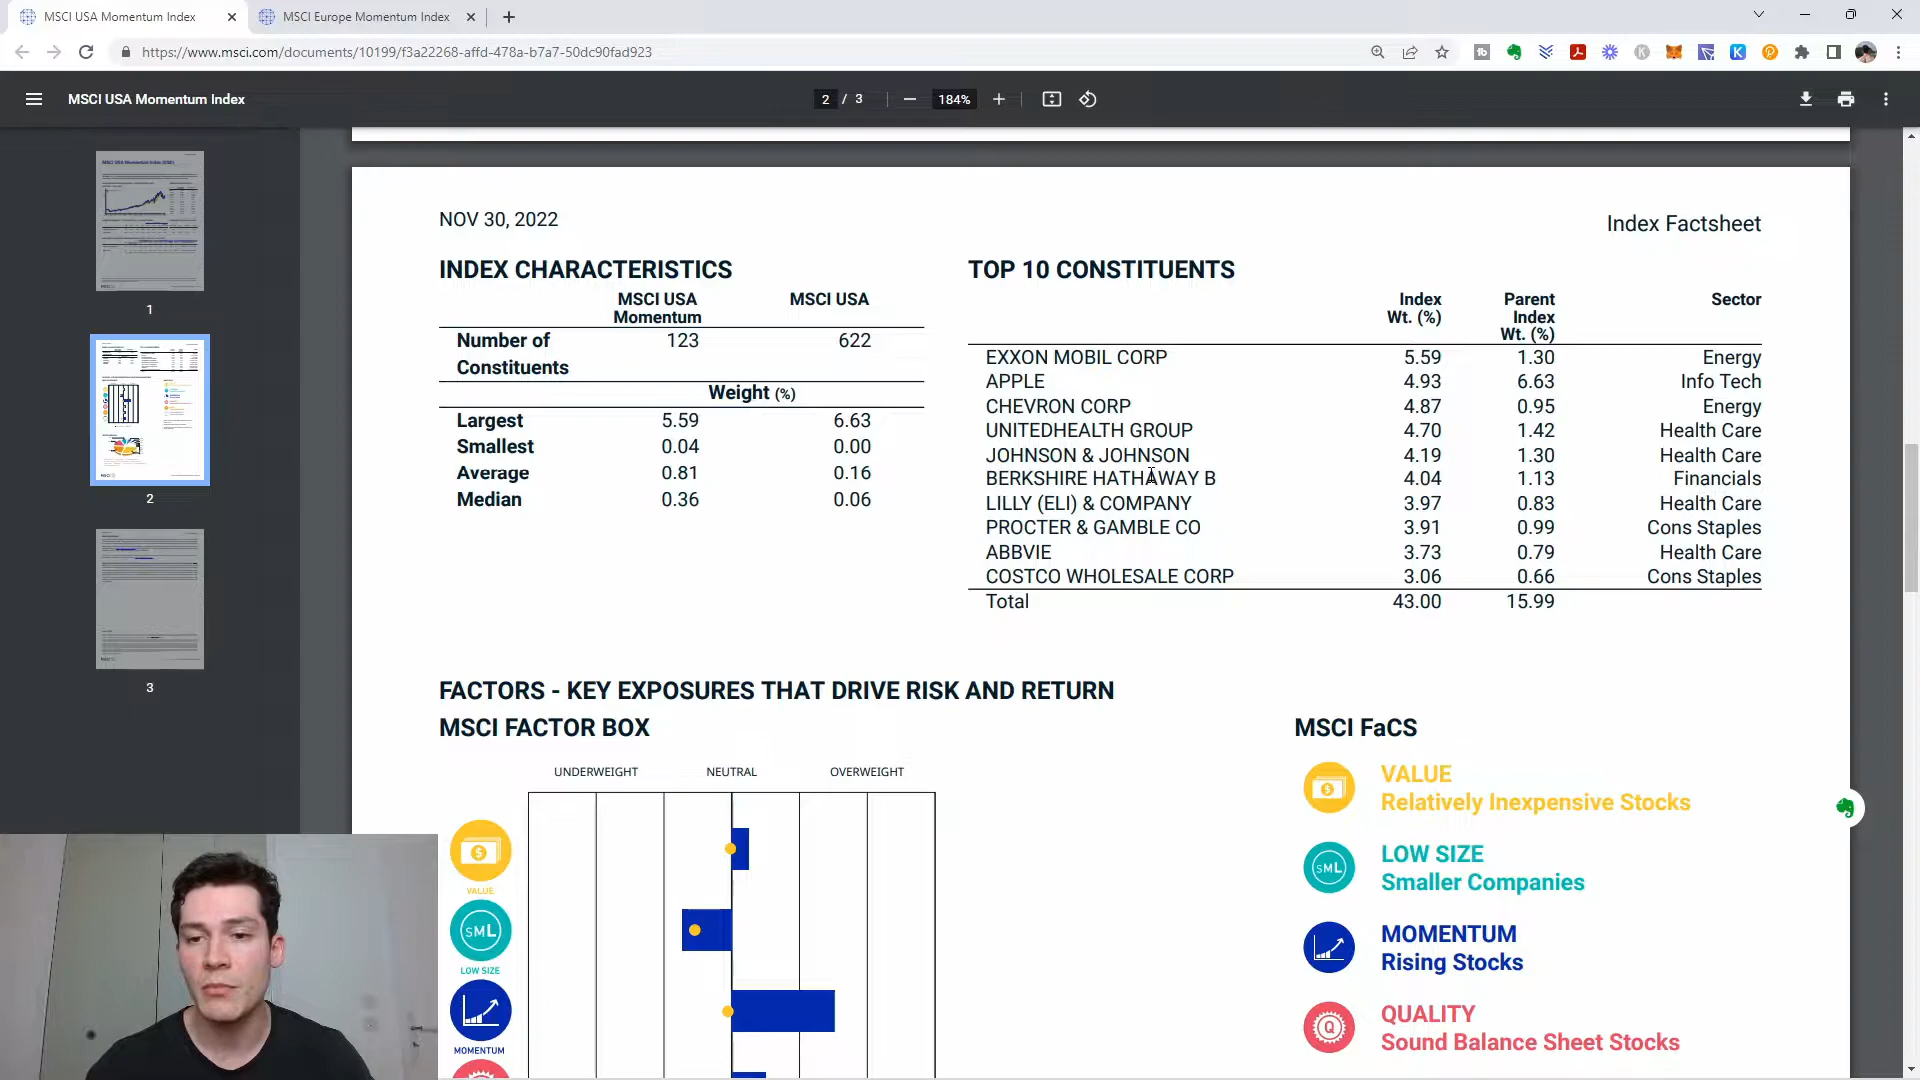 MSCI USA Momentum Index
MSCI Europe Momentum Index
https://www.msci.com/documents/10199/f3a22268-affd-478a-b7a7-50dc90fad923
MSCI USA Momentum Index
2 / 3
184%
1
2
3
NOV 30, 2022
Index Factsheet
INDEX CHARACTERISTICS
MSCI USA Momentum
MSCI USA
Number of Constituents 123 622
Weight (%)
Largest 5.59 6.63
Smallest 0.04 0.00
Average 0.81 0.16
Median 0.36 0.06
TOP 10 CONSTITUENTS
Index Wt. (%)
Parent Index Wt. (%)
Sector
EXXON MOBIL CORP 5.59 1.30 Energy
APPLE 4.93 6.63 Info Tech
CHEVRON CORP 4.87 0.95 Energy
UNITEDHEALTH GROUP 4.70 1.42 Health Care
JOHNSON & JOHNSON 4.19 1.30 Health Care
BERKSHIRE HATHAWAY B 4.04 1.13 Financials
LILLY (ELI) & COMPANY 3.97 0.83 Health Care
PROCTER & GAMBLE CO 3.91 0.99 Cons Staples
ABBVIE 3.73 0.79 Health Care
COSTCO WHOLESALE CORP 3.06 0.66 Cons Staples
Total 43.00 15.99
FACTORS - KEY EXPOSURES THAT DRIVE RISK AND RETURN
MSCI FACTOR BOX
UNDERWEIGHT NEUTRAL OVERWEIGHT
VALUE
SML
LOW SIZE
MOMENTUM
MSCI FaCS
VALUE
Relatively Inexpensive Stocks
SML
LOW SIZE
Smaller Companies
MOMENTUM
Rising Stocks
Q
QUALITY
Sound Balance Sheet Stocks